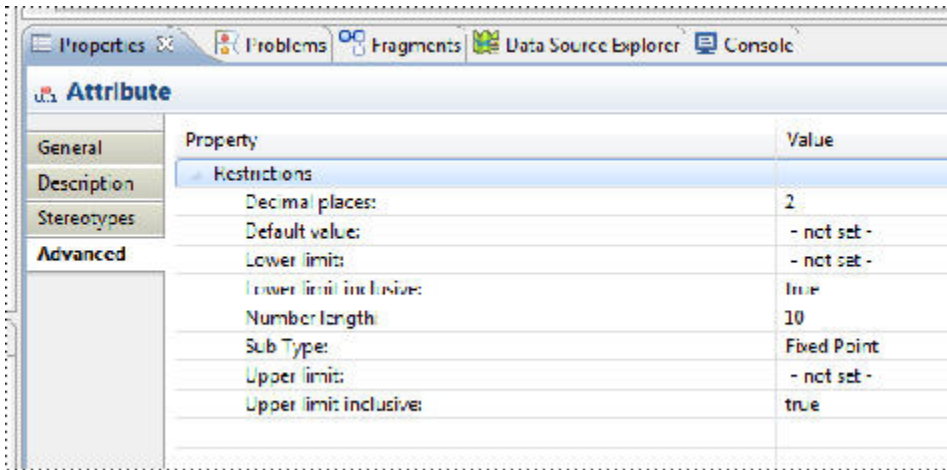 Properties Problems Fragments Data Source Explorer Console
Attribute
General
Description
Stereotypes
Advanced
Property Value
Restrictions
Decimal places: 2
Default value: - not set -
Lower limit: - not set -
Lower limit inclusive: true
Number length: 10
Sub Type: Fixed Point
Upper limit: - not set -
Upper limit inclusive: true